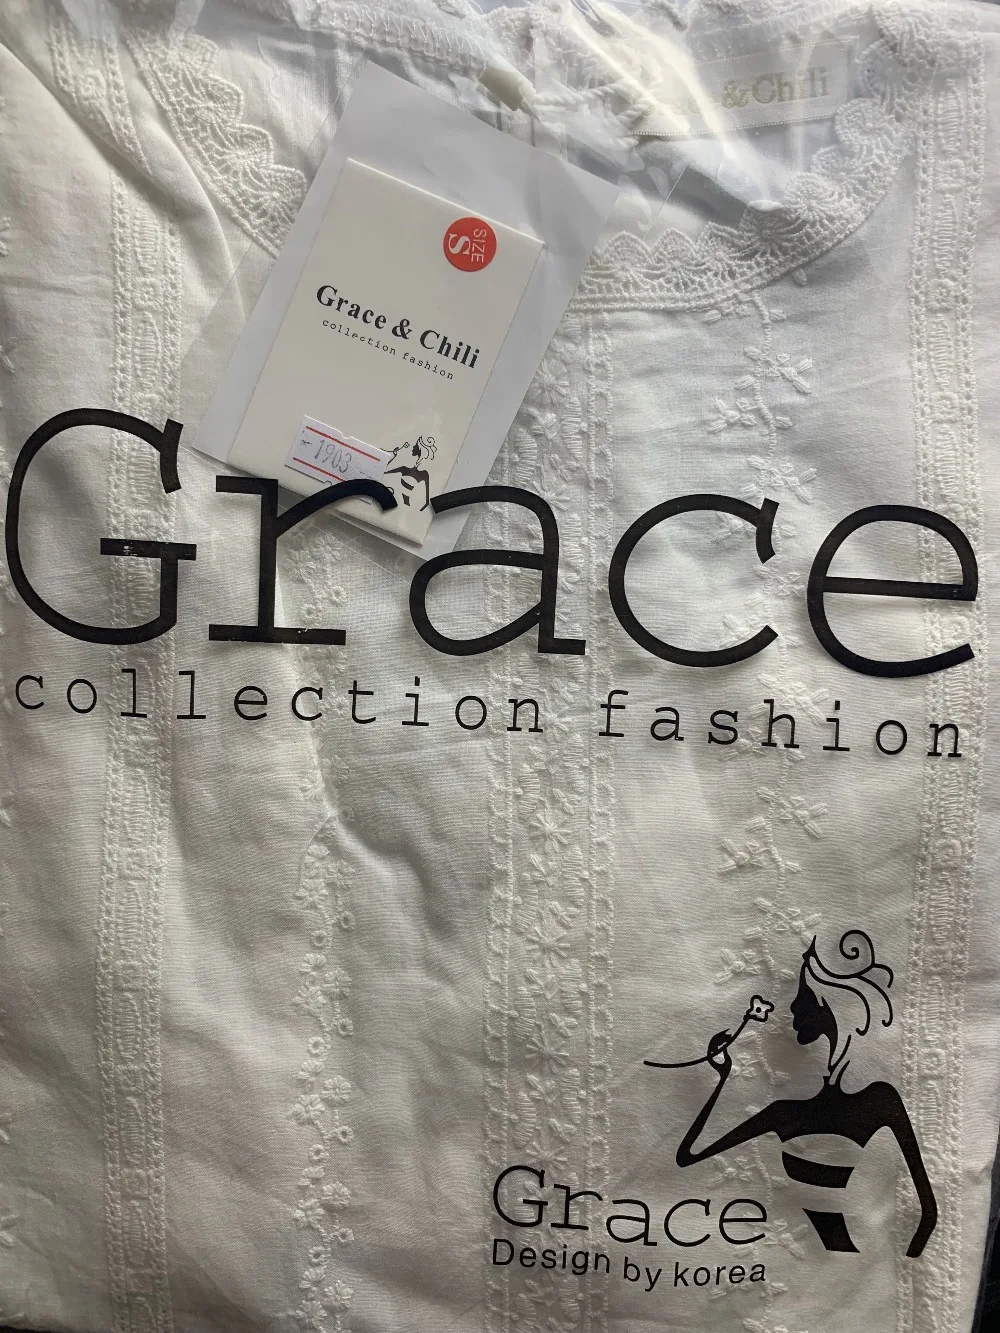 &Chili
SIZE
S
Grace & Chili
collection fashion
-1903-
Grace
collection fashion
Grace
Design by korea